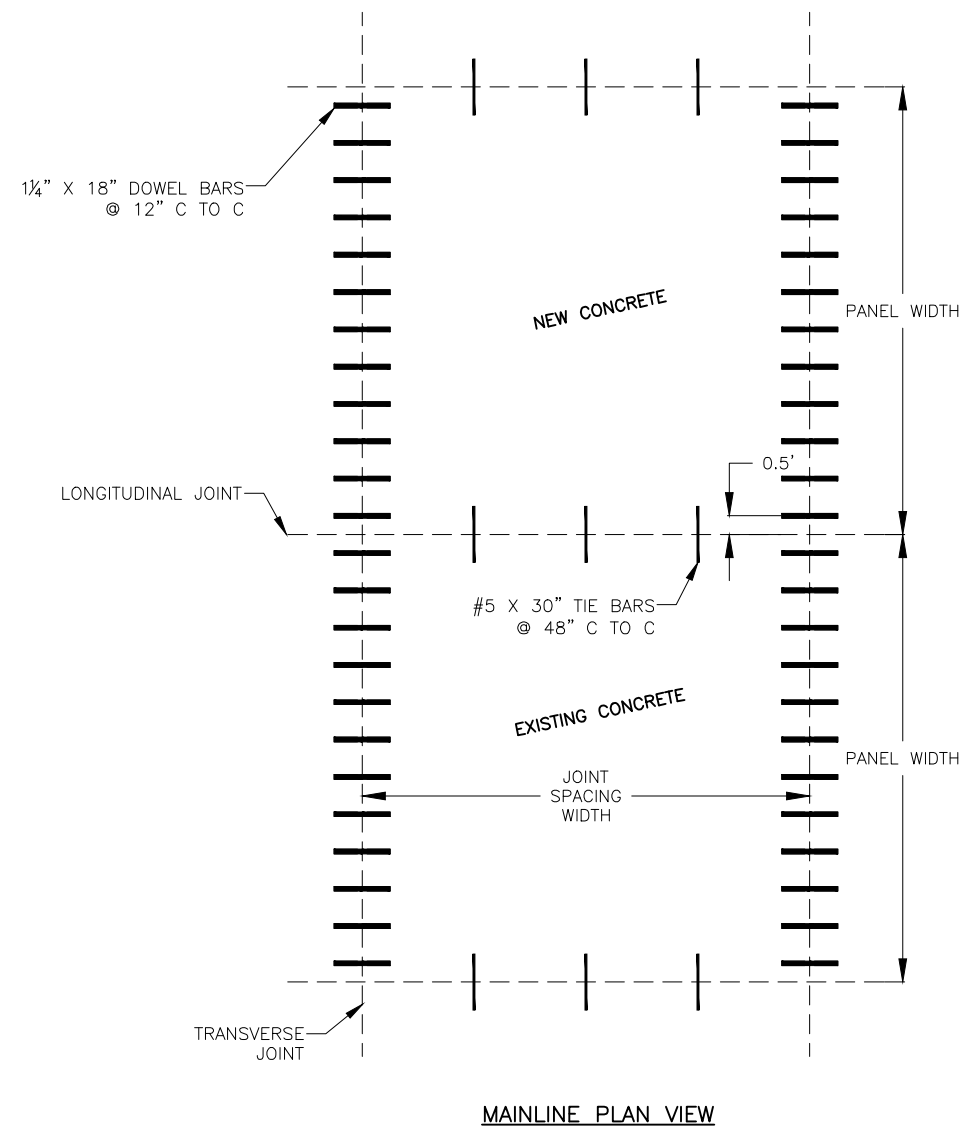 1¼" X 18" DOWEL BARS
@ 12" C TO C
NEW CONCRETE
PANEL WIDTH
0.5'
LONGITUDINAL JOINT
#5 X 30" TIE BARS
@ 48" C TO C
EXISTING CONCRETE
PANEL WIDTH
JOINT
SPACING
WIDTH
TRANSVERSE
JOINT
MAINLINE PLAN VIEW